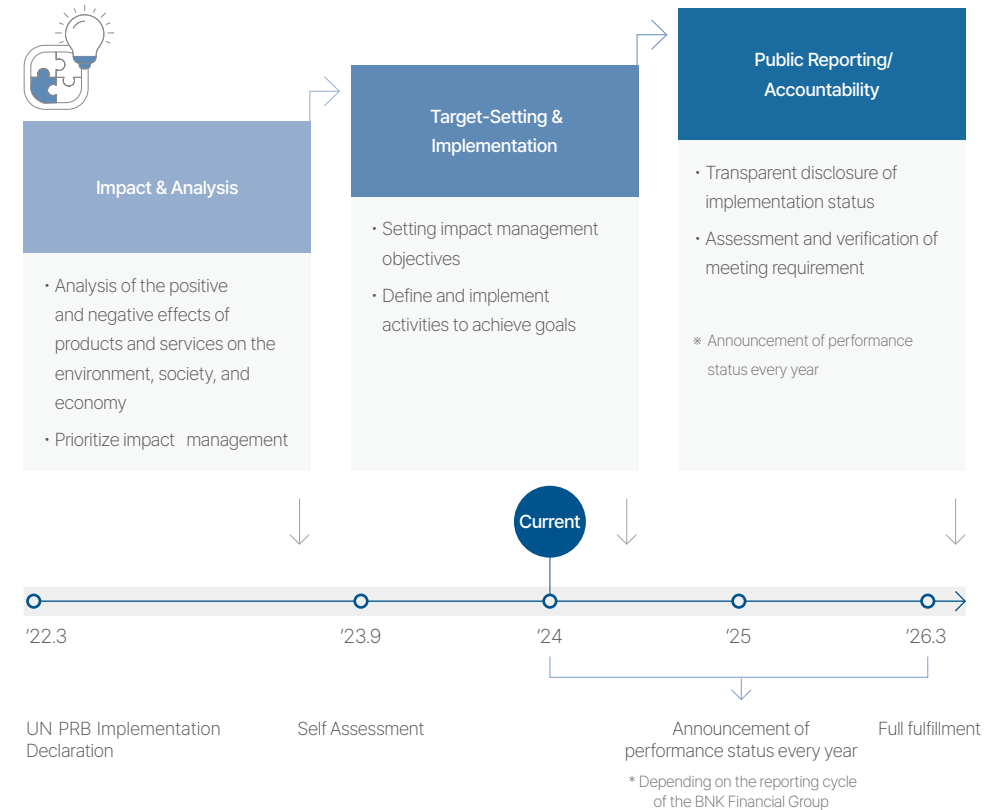 Impact & Analysis
· Analysis of the positive
and negative effects of
products and services on the
environment, society, and
economy
· Prioritize impact management
Target-Setting &
Implementation
· Setting impact management
objectives
· Define and implement
activities to achieve goals
Public Reporting/
Accountability
· Transparent disclosure of
implementation status
· Assessment and verification of
meeting requirement
※ Announcement of performance
status every year
Current
’22.3
’23.9
’24
’25
’26.3
UN PRB Implementation
Declaration
Self Assessment
Announcement of
performance status every year
* Depending on the reporting cycle
of the BNK Financial Group
Full fulfillment